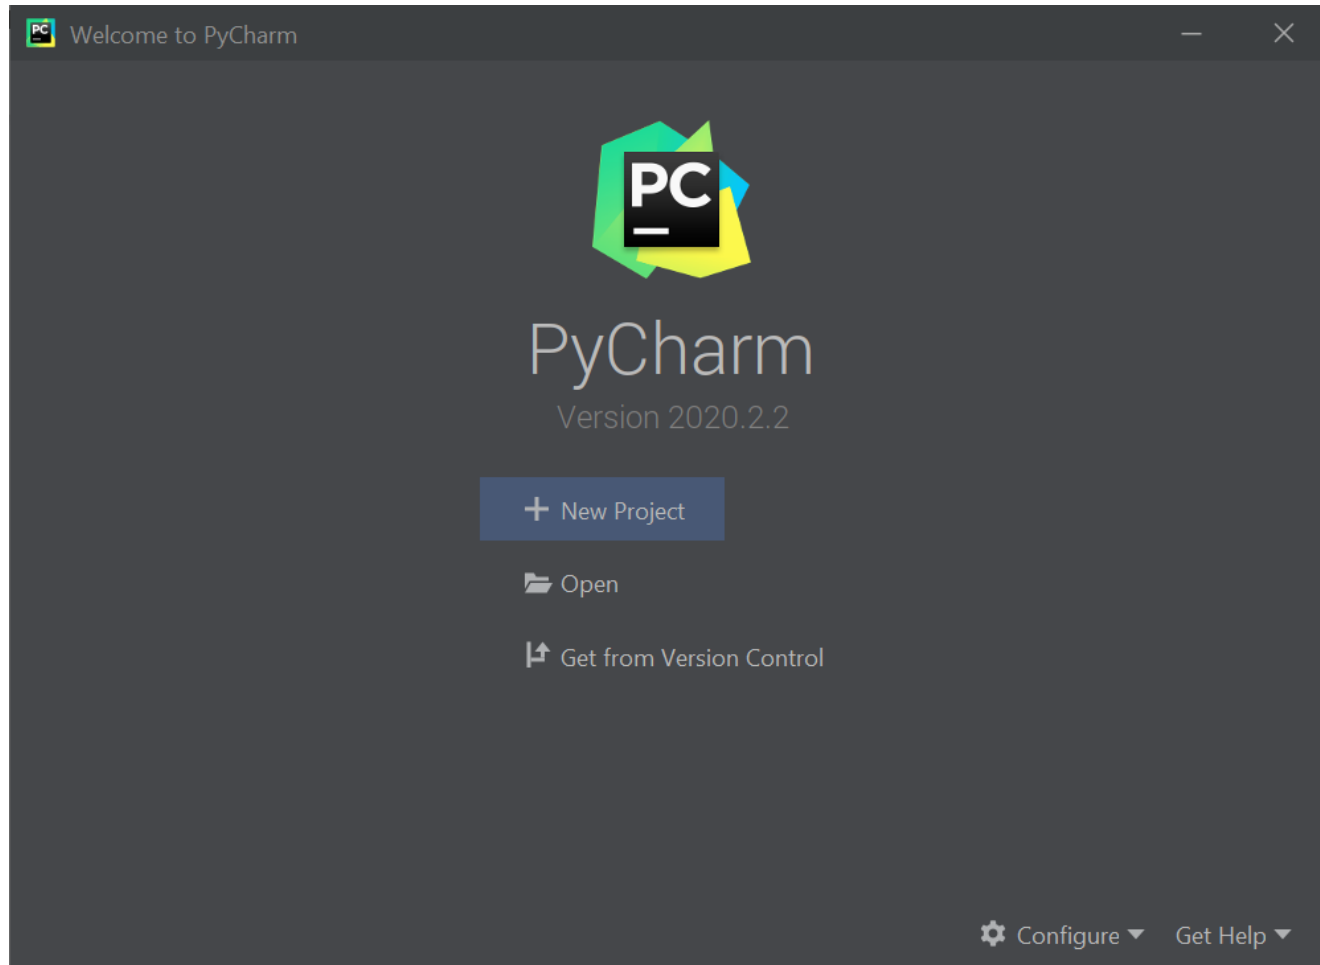 PC Welcome to PyCharm
PC
PyCharm
Version 2020.2.2
New Project
Open
Get from Version Control
Configure Get Help